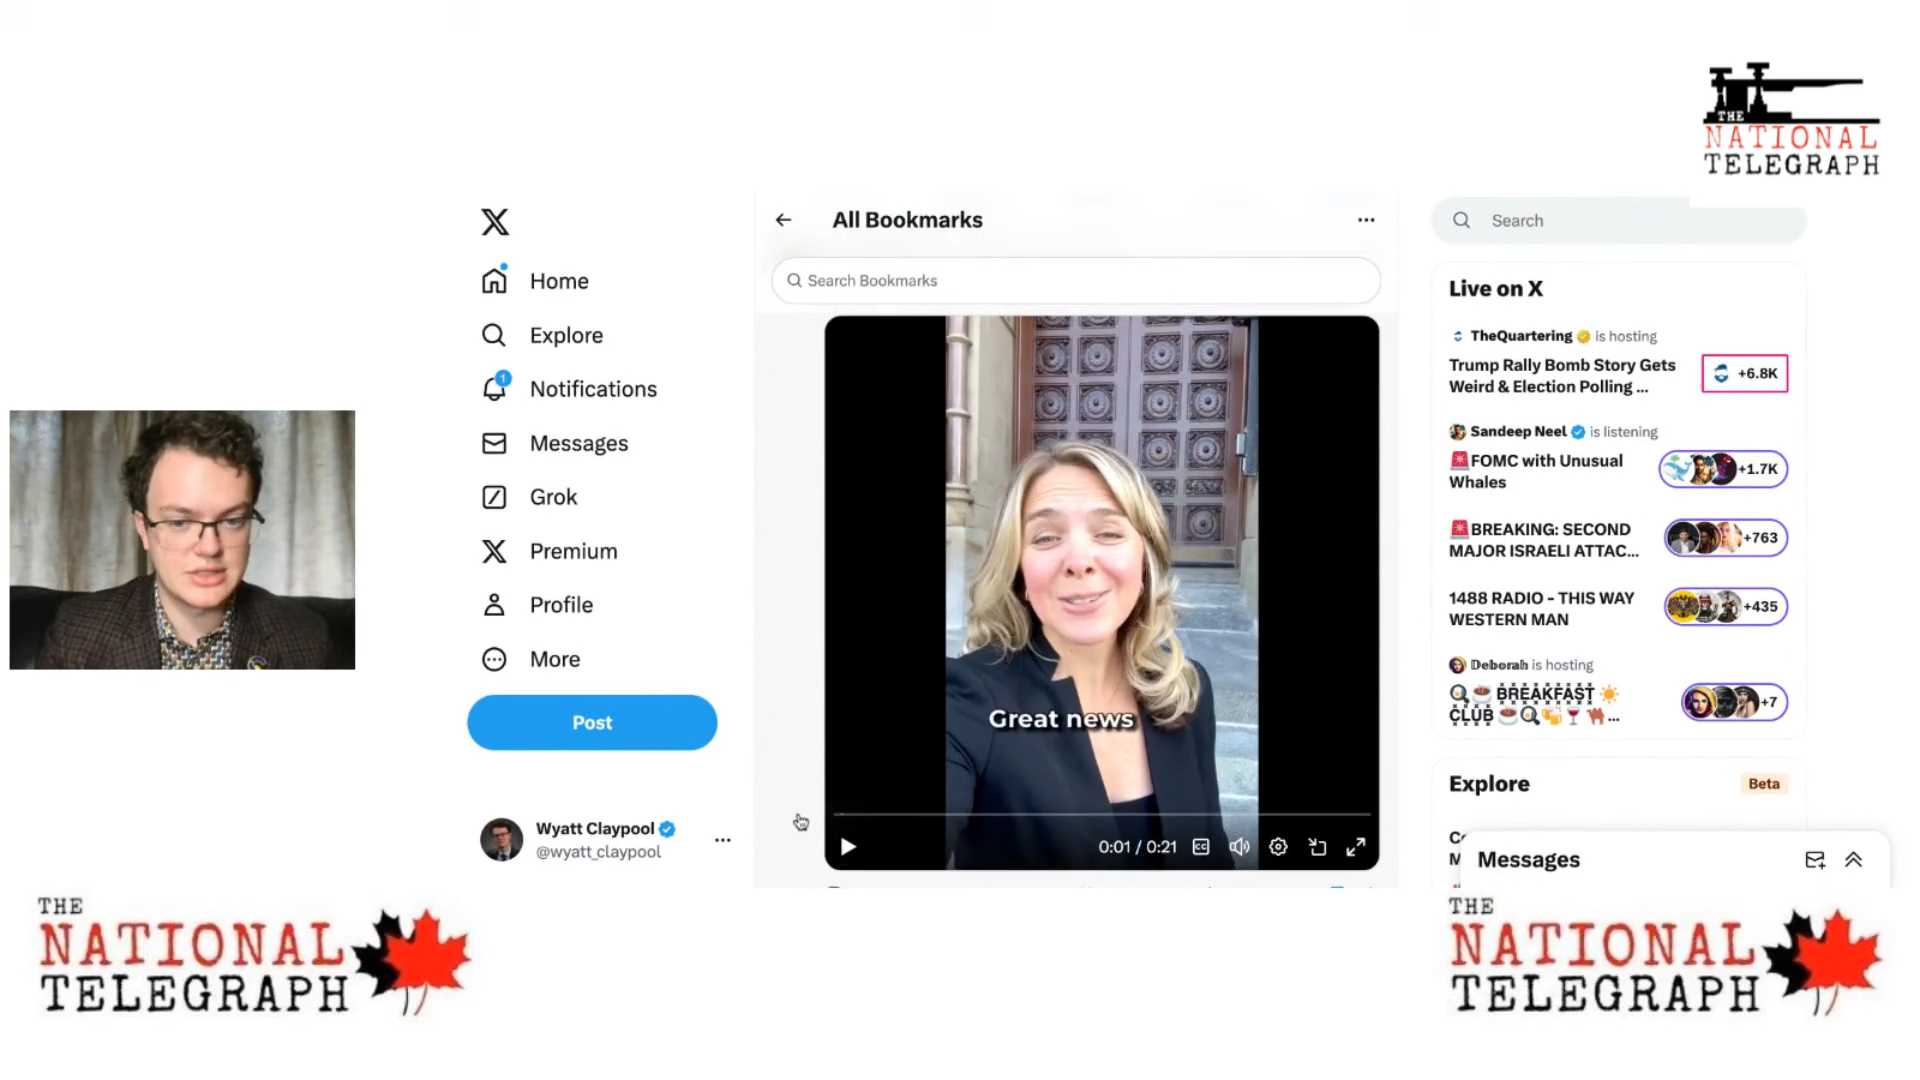 THE
NATIONAL
TELEGRAPH
All Bookmarks
Search
Search Bookmarks
Home
Explore
Notifications
1
Messages
Grok
Premium
Profile
More
Post
Wyatt Claypool
@wyatt_claypool
Great news
0:01 / 0:21
CC
Live on X
TheQuartering is hosting
Trump Rally Bomb Story Gets
Weird & Election Polling ...
+6.8K
Sandeep Neel is listening
FOMC with Unusual
Whales
+1.7K
BREAKING: SECOND
MAJOR ISRAELI ATTAC...
+763
1488 RADIO - THIS WAY
WESTERN MAN
+435
Deborah is hosting
BREAKFAST
CLUB ...
+7
Explore
Beta
Messages
THE
NATIONAL
TELEGRAPH
THE
NATIONAL
TELEGRAPH